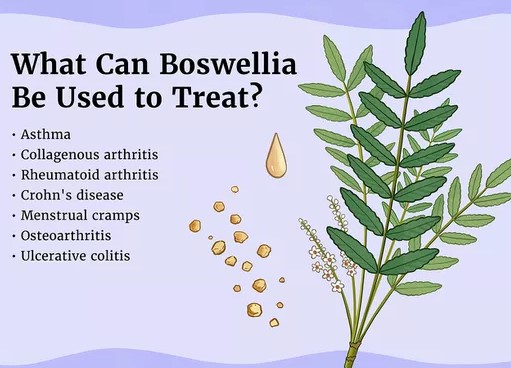 What Can Boswellia
Be Used to Treat?
• Asthma
• Collagenous arthritis
• Rheumatoid arthritis
• Crohn's disease
• Menstrual cramps
• Osteoarthritis
• Ulcerative colitis